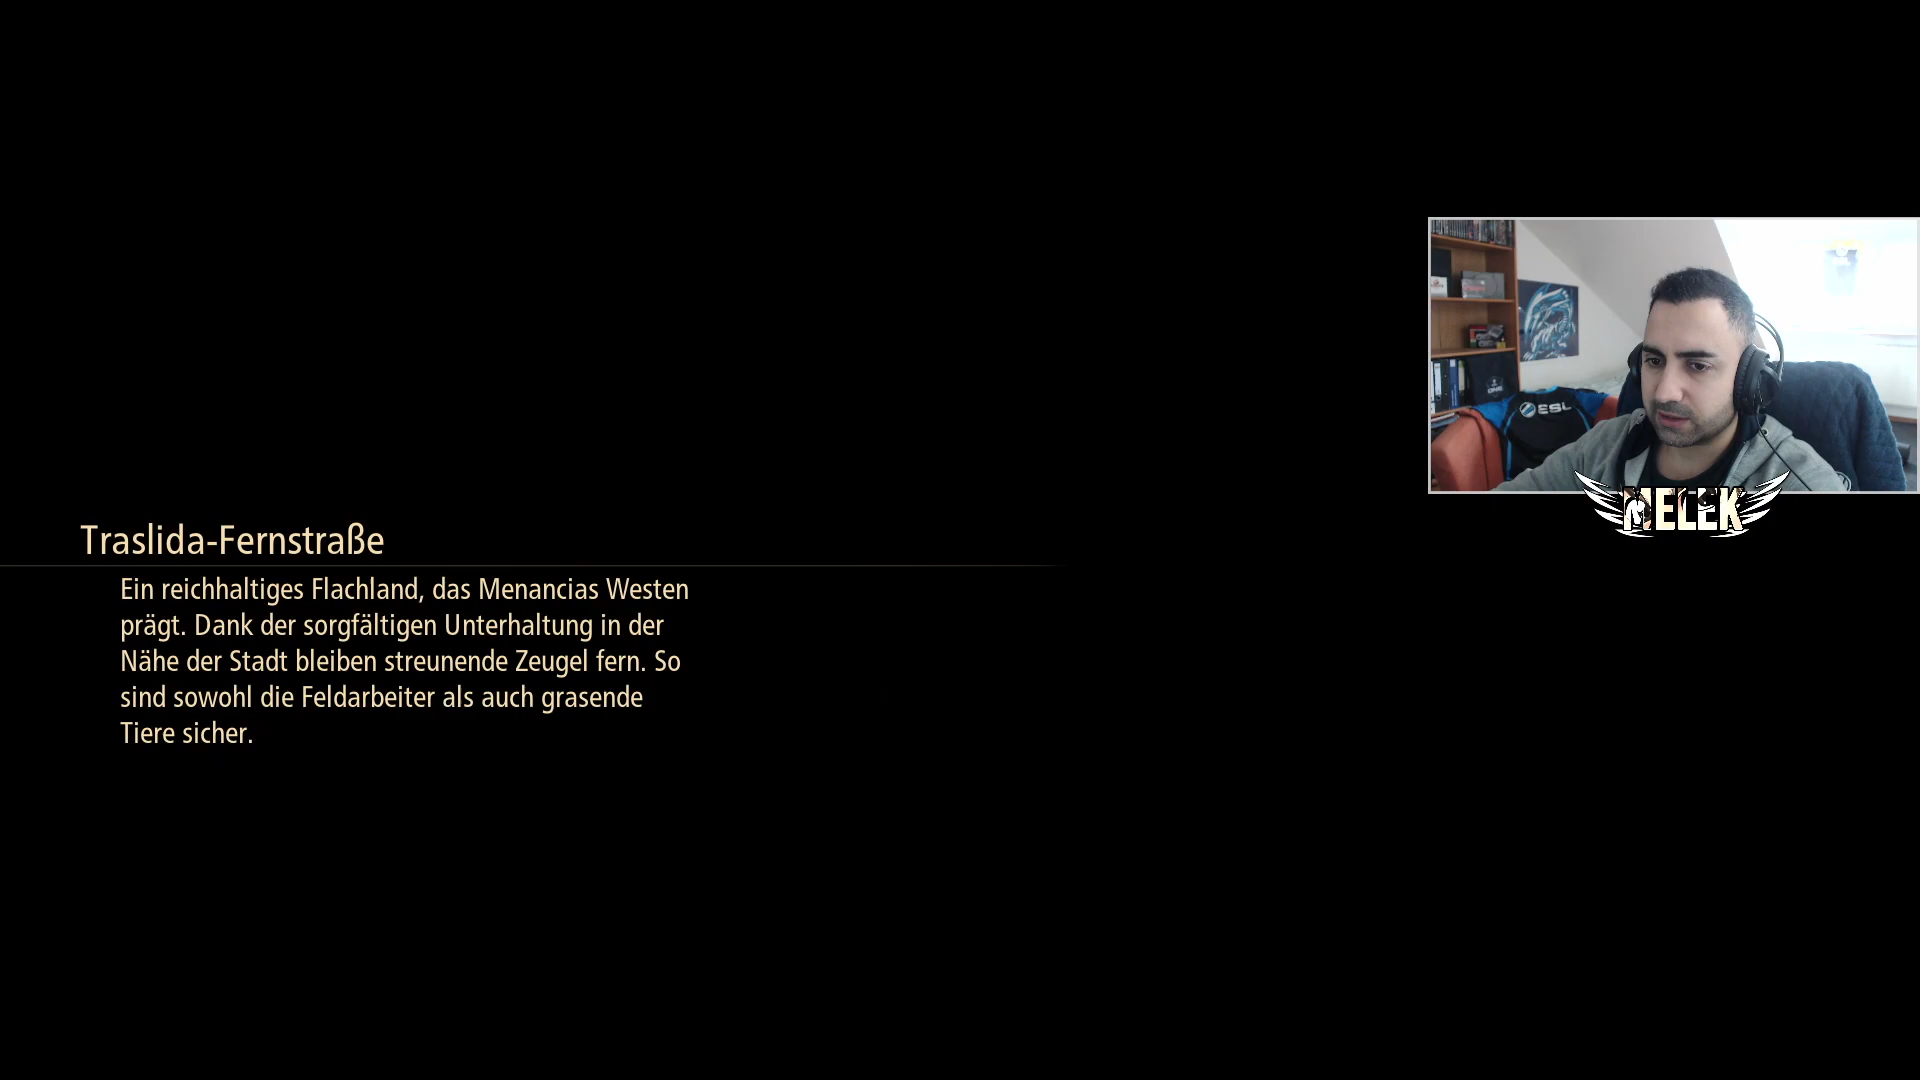 Traslida-Fernstraße
Ein reichhaltiges Flachland, das Menancias Westen
prägt. Dank der sorgfältigen Unterhaltung in der
Nähe der Stadt bleiben streunende Zeugel fern. So
sind sowohl die Feldarbeiter als auch grasende
Tiere sicher.
ESL
MELEK